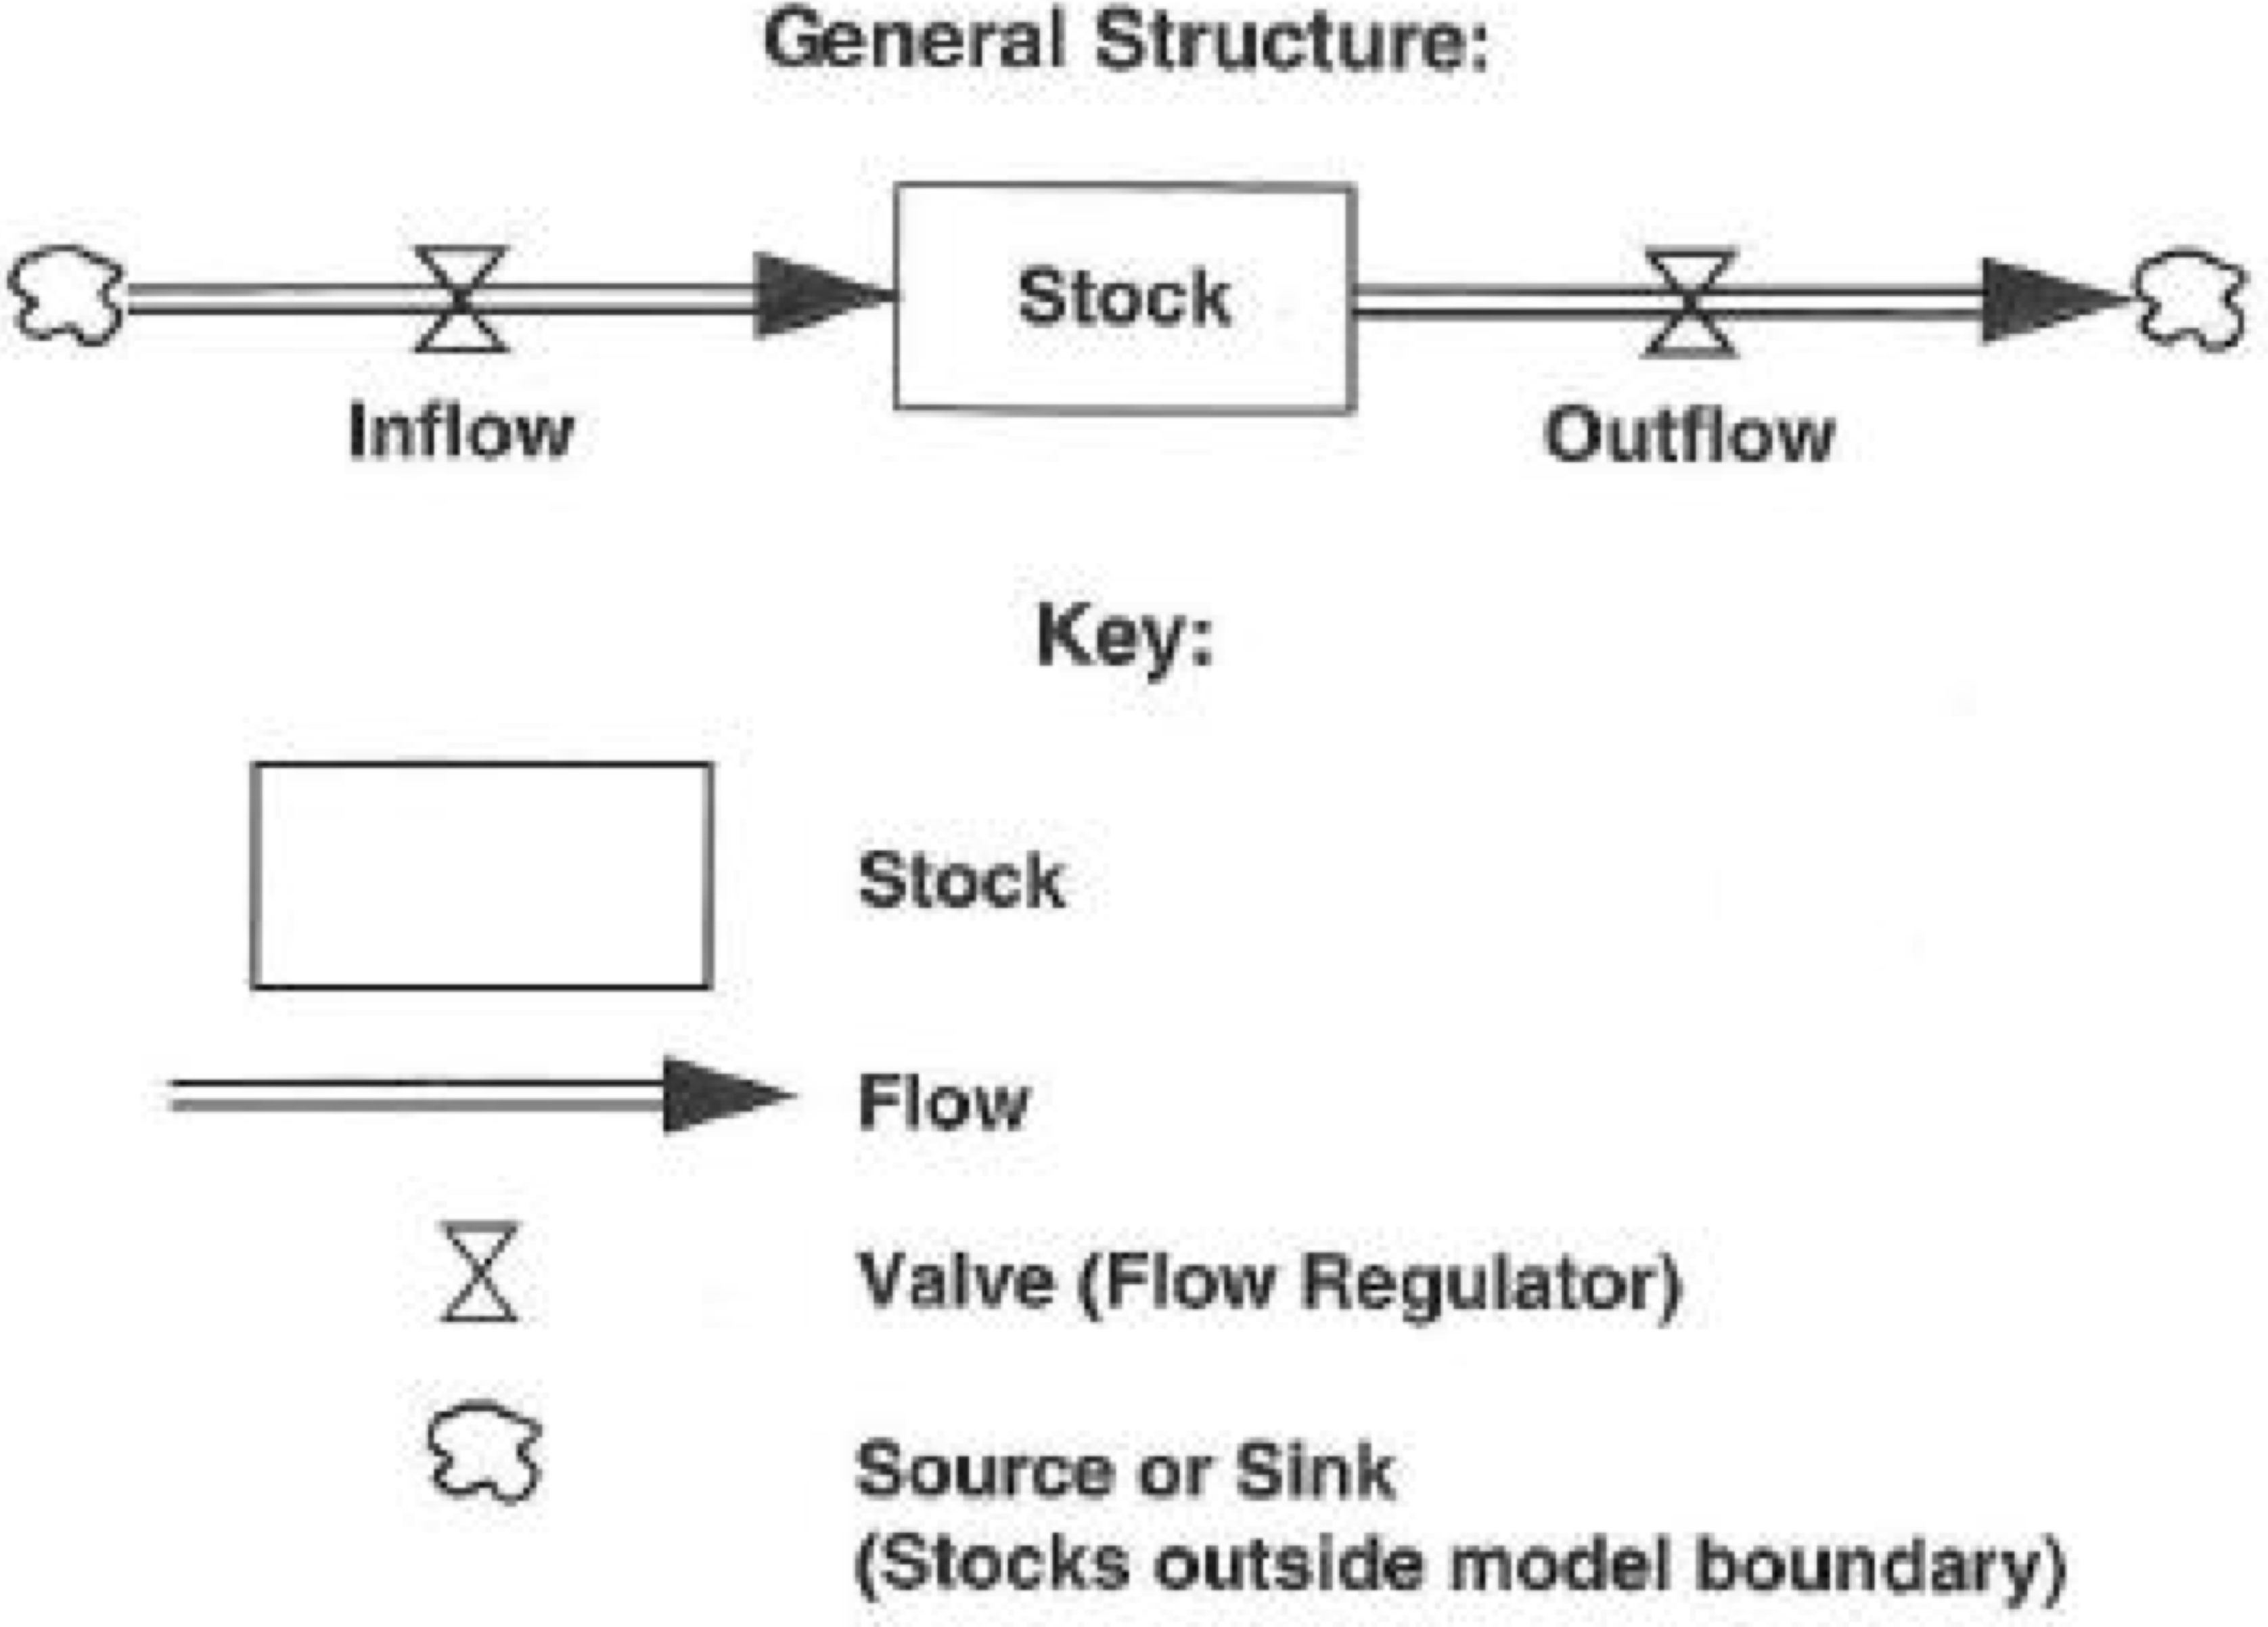 General Structure:
Stock
Inflow
Outflow
Key:
Stock
Flow
Valve (Flow Regulator)
Source or Sink
(Stocks outside model boundary)